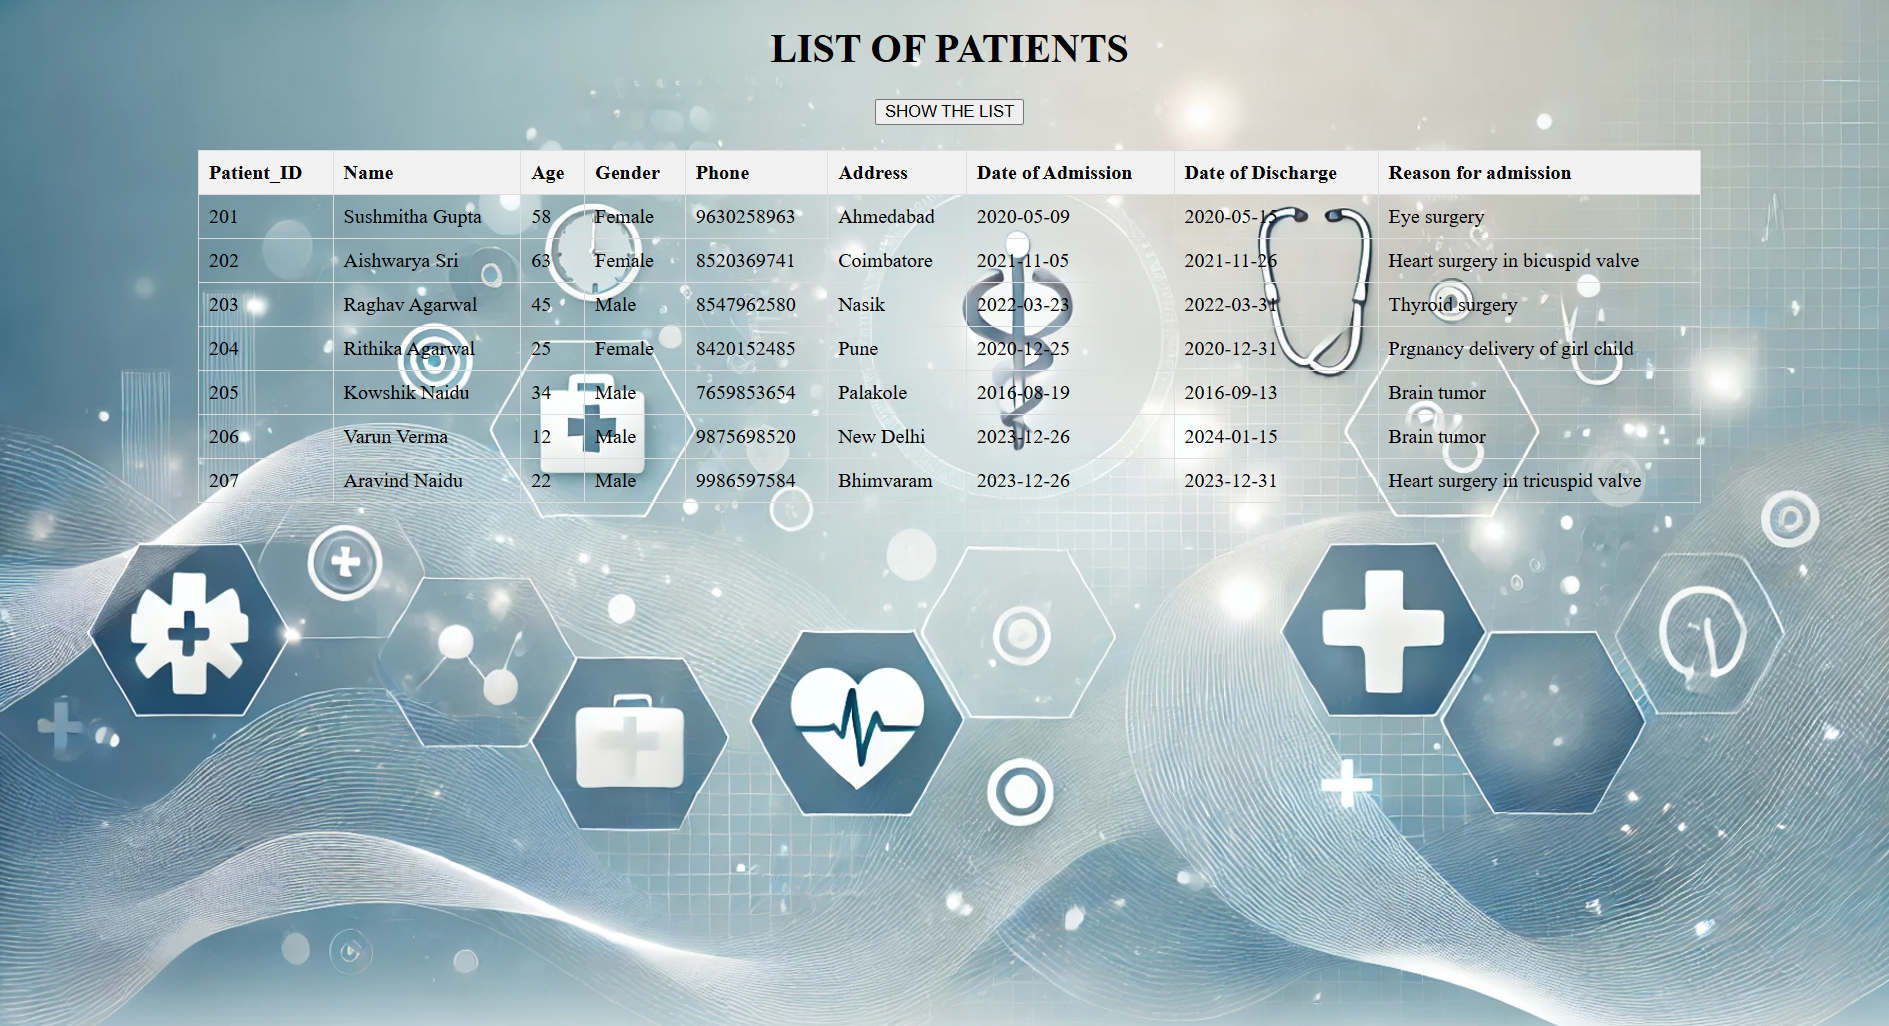 LIST OF PATIENTS
SHOW THE LIST
Patient_ID Name Age Gender Phone Address Date of Admission Date of Discharge Reason for admission
201 Sushmitha Gupta 58 Female 9630258963 Ahmedabad 2020-05-09 2020-05-15 Eye surgery
202 Aishwarya Sri 63 Female 8520369741 Coimbatore 2021-11-05 2021-11-26 Heart surgery in bicuspid valve
203 Raghav Agarwal 45 Male 8547962580 Nasik 2022-03-23 2022-03-31 Thyroid surgery
204 Rithika Agarwal 25 Female 8420152485 Pune 2020-12-25 2020-12-31 Prgnancy delivery of girl child
205 Kowshik Naidu 34 Male 7659853654 Palakole 2016-08-19 2016-09-13 Brain tumor
206 Varun Verma 12 Male 9875698520 New Delhi 2023-12-26 2024-01-15 Brain tumor
207 Aravind Naidu 22 Male 9986597584 Bhimvaram 2023-12-26 2023-12-31 Heart surgery in tricuspid valve